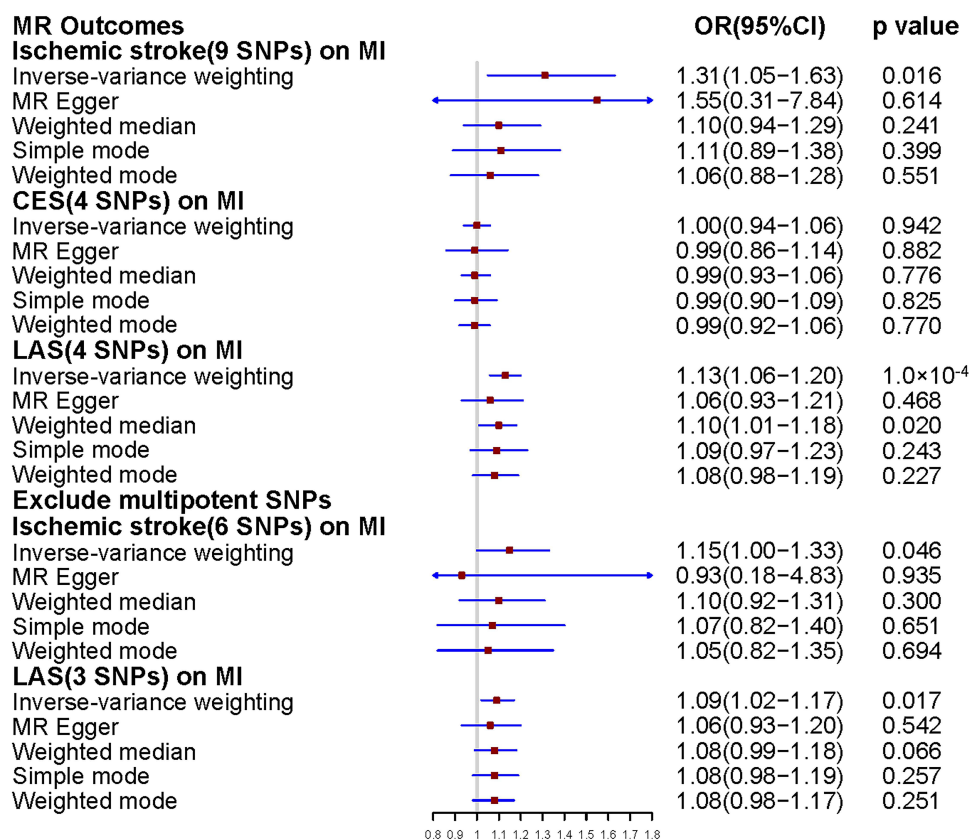 MR Outcomes OR(95%CI) p value
Ischemic stroke(9 SNPs) on MI
Inverse-variance weighting 1.31(1.05−1.63) 0.016
MR Egger 1.55(0.31−7.84) 0.614
Weighted median 1.10(0.94−1.29) 0.241
Simple mode 1.11(0.89−1.38) 0.399
Weighted mode 1.06(0.88−1.28) 0.551
CES(4 SNPs) on MI
Inverse-variance weighting 1.00(0.94−1.06) 0.942
MR Egger 0.99(0.86−1.14) 0.882
Weighted median 0.99(0.93−1.06) 0.776
Simple mode 0.99(0.90−1.09) 0.825
Weighted mode 0.99(0.92−1.06) 0.770
LAS(4 SNPs) on MI
Inverse-variance weighting 1.13(1.06−1.20) 1.0×10⁻⁴
MR Egger 1.06(0.93−1.21) 0.468
Weighted median 1.10(1.01−1.18) 0.020
Simple mode 1.09(0.97−1.23) 0.243
Weighted mode 1.08(0.98−1.19) 0.227
Exclude multipotent SNPs
Ischemic stroke(6 SNPs) on MI
Inverse-variance weighting 1.15(1.00−1.33) 0.046
MR Egger 0.93(0.18−4.83) 0.935
Weighted median 1.10(0.92−1.31) 0.300
Simple mode 1.07(0.82−1.40) 0.651
Weighted mode 1.05(0.82−1.35) 0.694
LAS(3 SNPs) on MI
Inverse-variance weighting 1.09(1.02−1.17) 0.017
MR Egger 1.06(0.93−1.20) 0.542
Weighted median 1.08(0.99−1.18) 0.066
Simple mode 1.08(0.98−1.19) 0.257
Weighted mode 1.08(0.98−1.17) 0.251
0.8 0.9 1 1.1 1.2 1.3 1.4 1.5 1.6 1.7 1.8